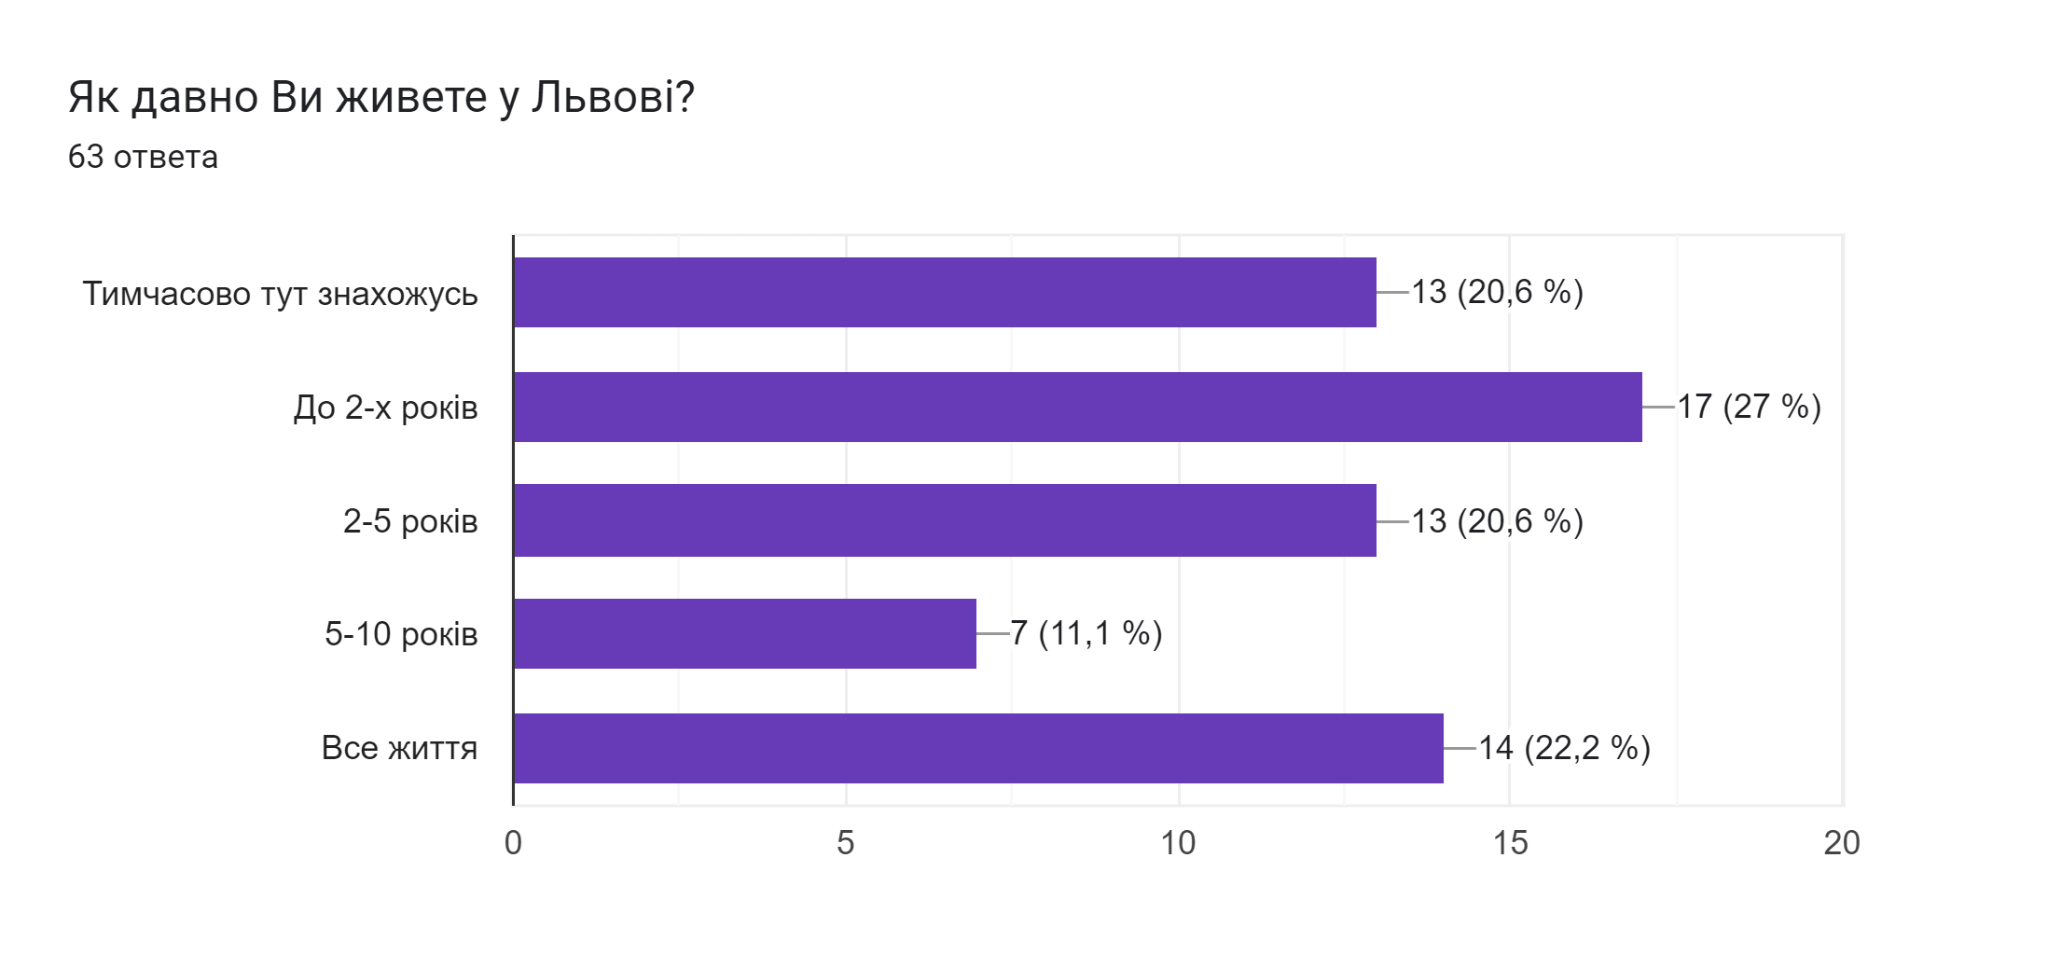 Як давно Ви живете у Львові?
63 ответа
Тимчасово тут знахожусь
13 (20,6 %)
До 2-х років
17 (27 %)
2-5 років
13 (20,6 %)
5-10 років
7 (11,1 %)
Все життя
14 (22,2 %)
0 5 10 15 20